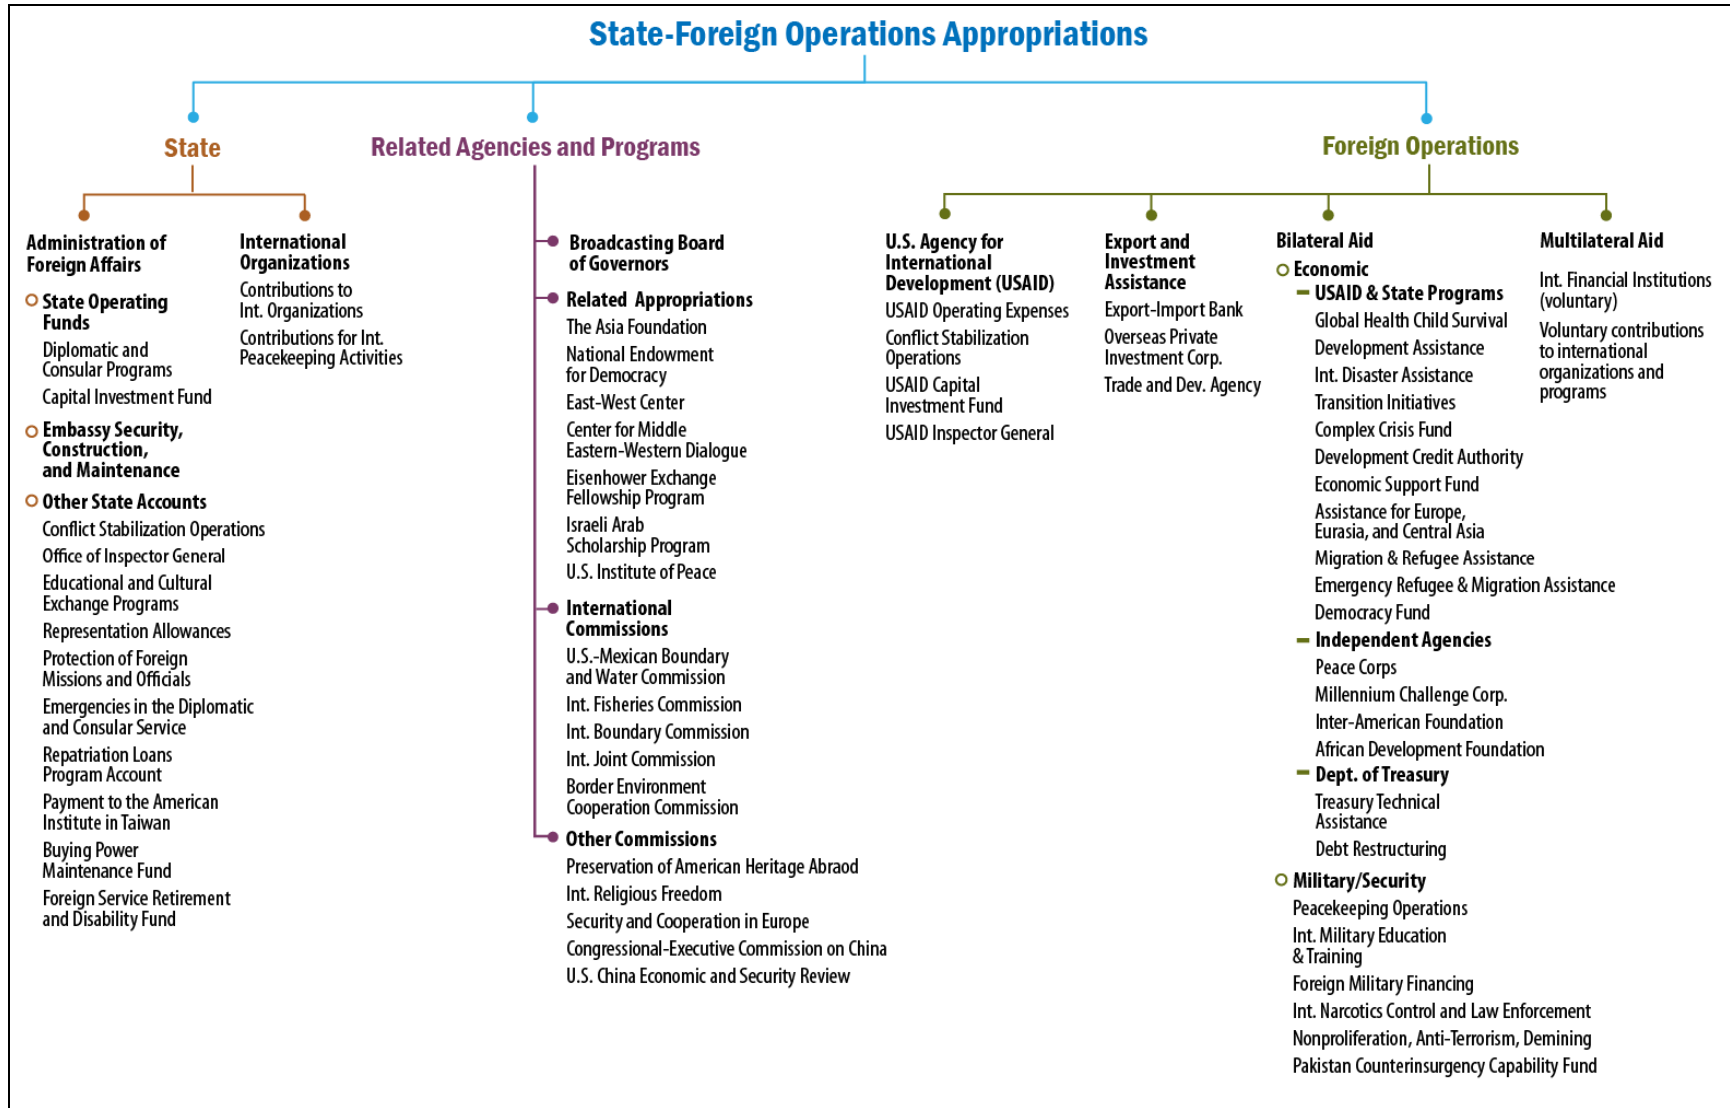 State-Foreign Operations Appropriations
State
Related Agencies and Programs
Foreign Operations
Administration of
Foreign Affairs
State Operating
Funds
Diplomatic and
Consular Programs
Capital Investment Fund
Embassy Security,
Construction,
and Maintenance
Other State Accounts
Conflict Stabilization Operations
Office of Inspector General
Educational and Cultural
Exchange Programs
Representation Allowances
Protection of Foreign
Missions and Officials
Emergencies in the Diplomatic
and Consular Service
Repatriation Loans
Program Account
Payment to the American
Institute in Taiwan
Buying Power
Maintenance Fund
Foreign Service Retirement
and Disability Fund
International
Organizations
Contributions to
Int. Organizations
Contributions for Int.
Peacekeeping Activities
Broadcasting Board
of Governors
Related Appropriations
The Asia Foundation
National Endowment
for Democracy
East-West Center
Center for Middle
Eastern-Western Dialogue
Eisenhower Exchange
Fellowship Program
Israeli Arab
Scholarship Program
U.S. Institute of Peace
International
Commissions
U.S.-Mexican Boundary
and Water Commission
Int. Fisheries Commission
Int. Boundary Commission
Int. Joint Commission
Border Environment
Cooperation Commission
Other Commissions
Preservation of American Heritage Abraod
Int. Religious Freedom
Security and Cooperation in Europe
Congressional-Executive Commission on China
U.S. China Economic and Security Review
U.S. Agency for
International
Development (USAID)
USAID Operating Expenses
Conflict Stabilization
Operations
USAID Capital
Investment Fund
USAID Inspector General
Export and
Investment
Assistance
Export-Import Bank
Overseas Private
Investment Corp.
Trade and Dev. Agency
Bilateral Aid
Economic
USAID & State Programs
Global Health Child Survival
Development Assistance
Int. Disaster Assistance
Transition Initiatives
Complex Crisis Fund
Development Credit Authority
Economic Support Fund
Assistance for Europe,
Eurasia, and Central Asia
Migration & Refugee Assistance
Emergency Refugee & Migration Assistance
Democracy Fund
Independent Agencies
Peace Corps
Millennium Challenge Corp.
Inter-American Foundation
African Development Foundation
Dept. of Treasury
Treasury Technical
Assistance
Debt Restructuring
Military/Security
Peacekeeping Operations
Int. Military Education
& Training
Foreign Military Financing
Int. Narcotics Control and Law Enforcement
Nonproliferation, Anti-Terrorism, Demining
Pakistan Counterinsurgency Capability Fund
Multilateral Aid
Int. Financial Institutions
(voluntary)
Voluntary contributions
to international
organizations and
programs